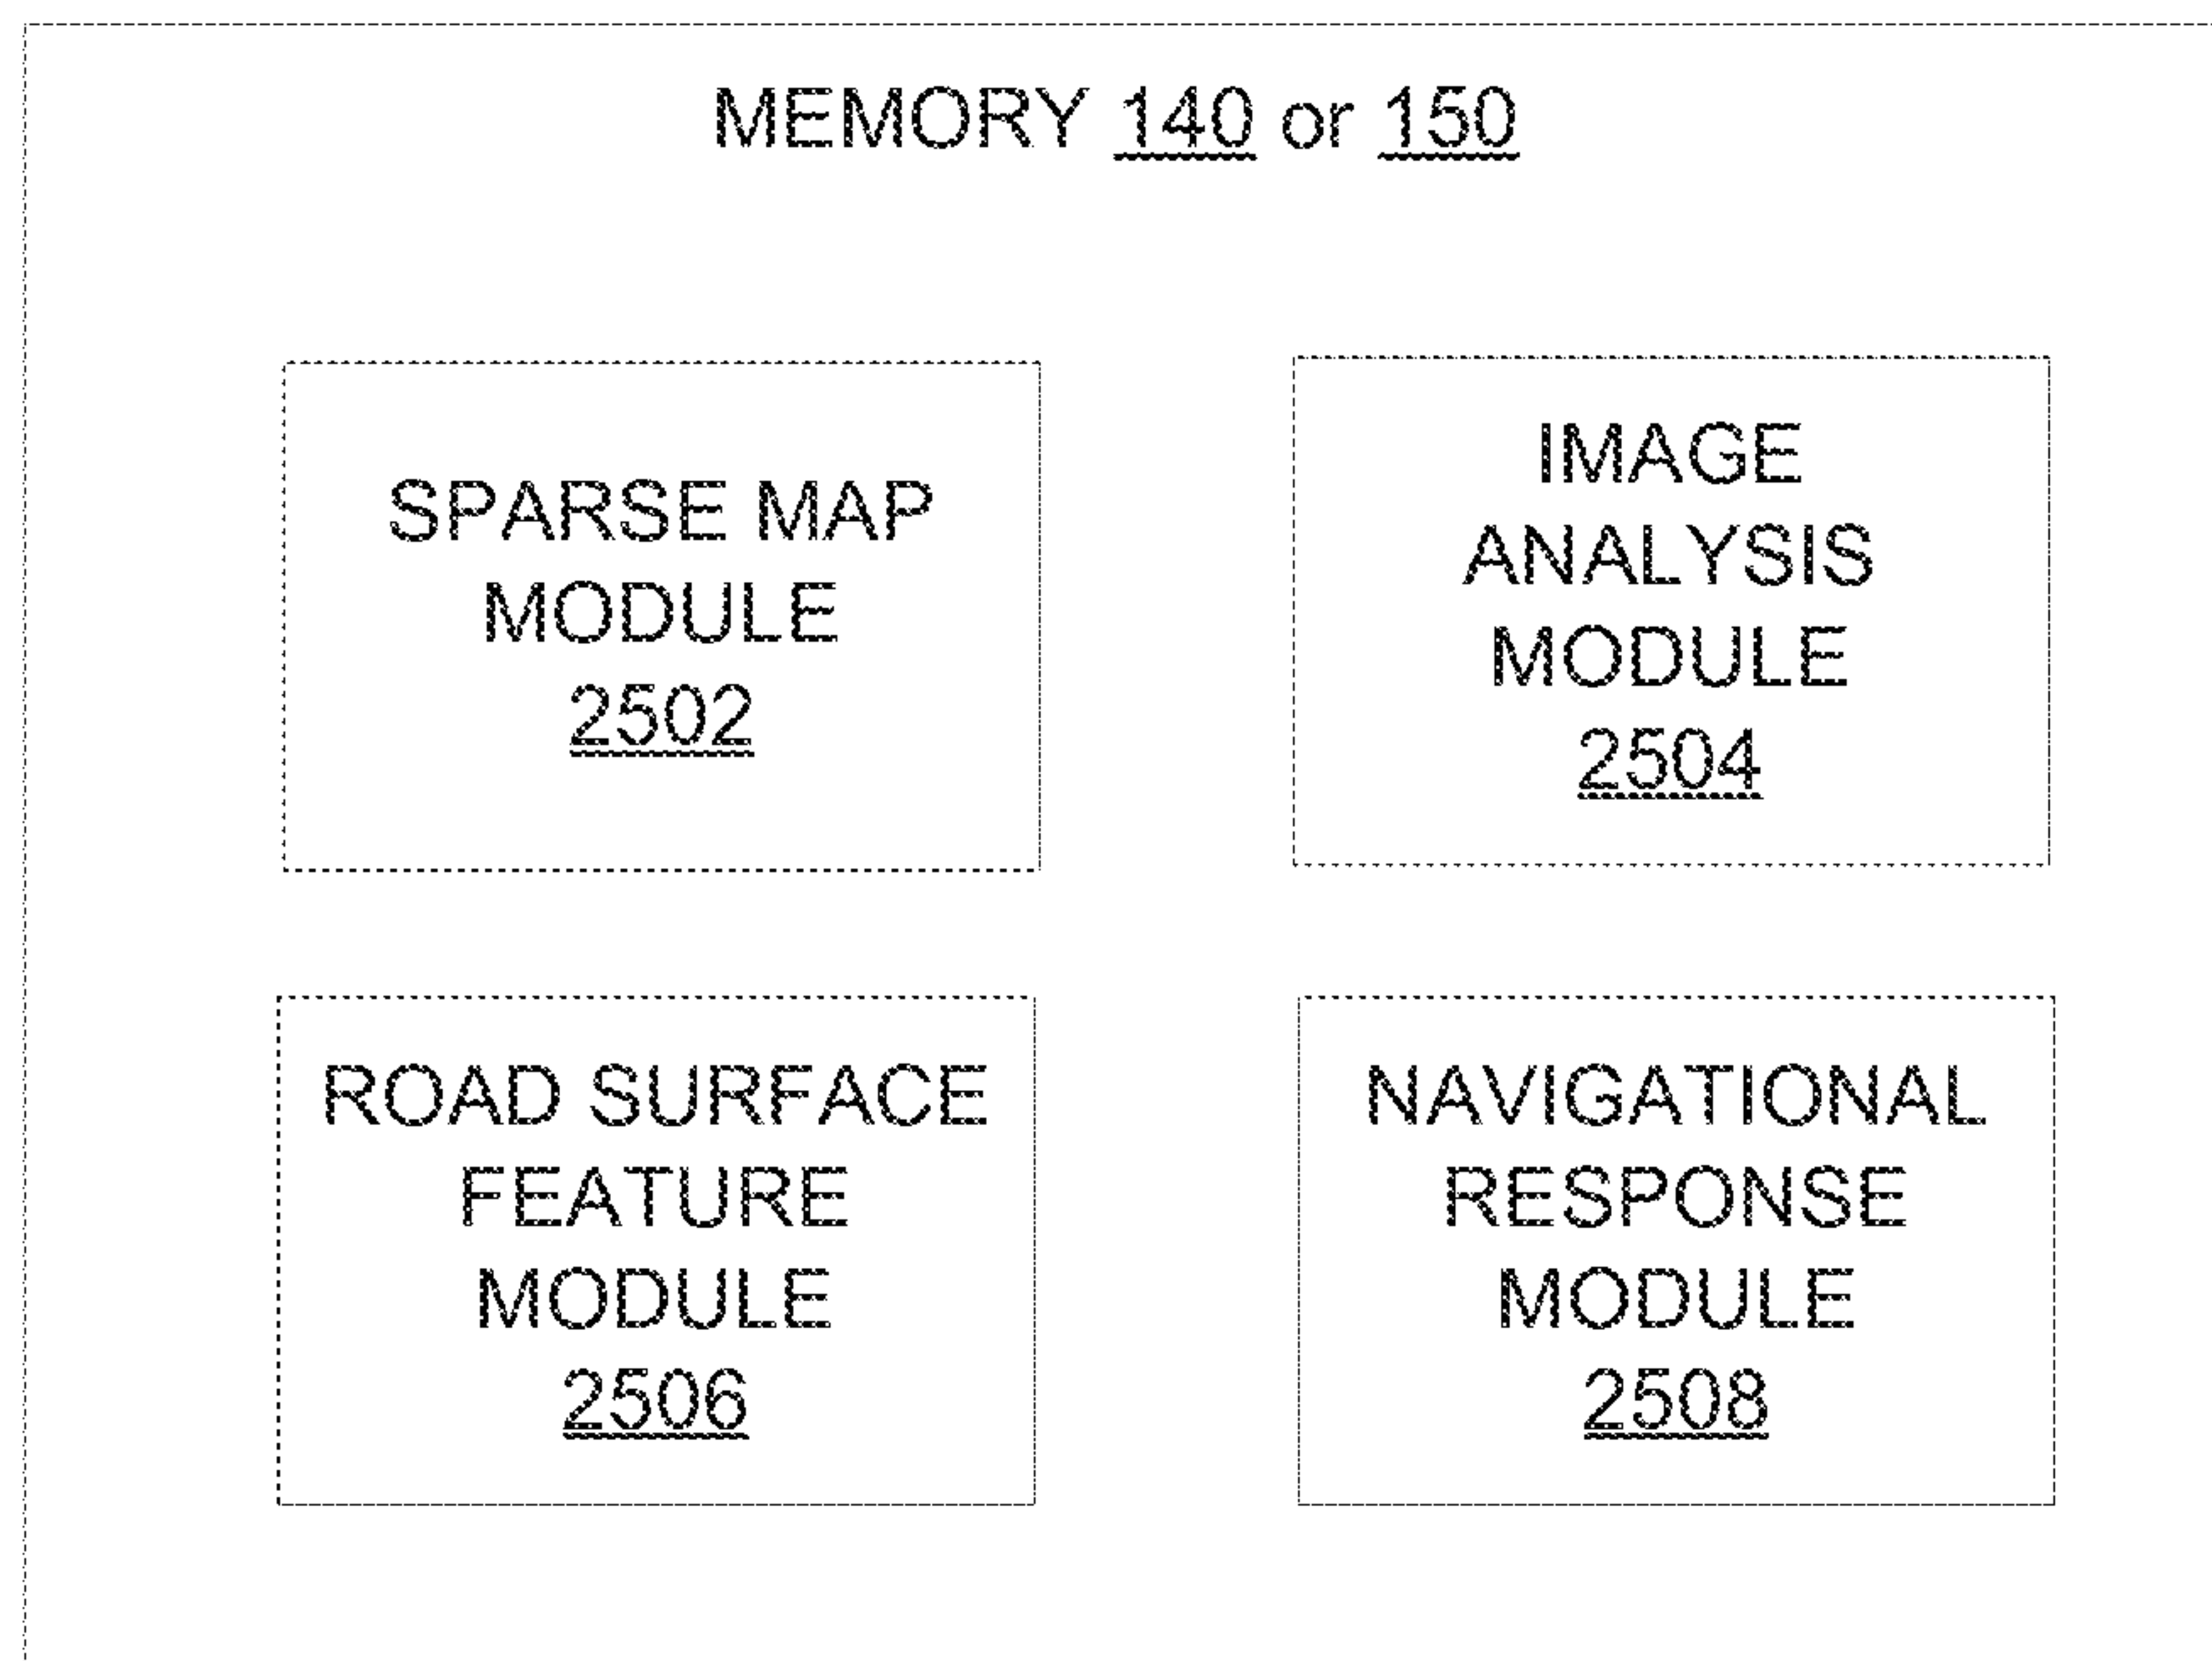 MEMORY 140 or 150
SPARSE MAP
MODULE
2502
IMAGE
ANALYSIS
MODULE
2504
ROAD SURFACE
FEATURE
MODULE
2506
NAVIGATIONAL
RESPONSE
MODULE
2508